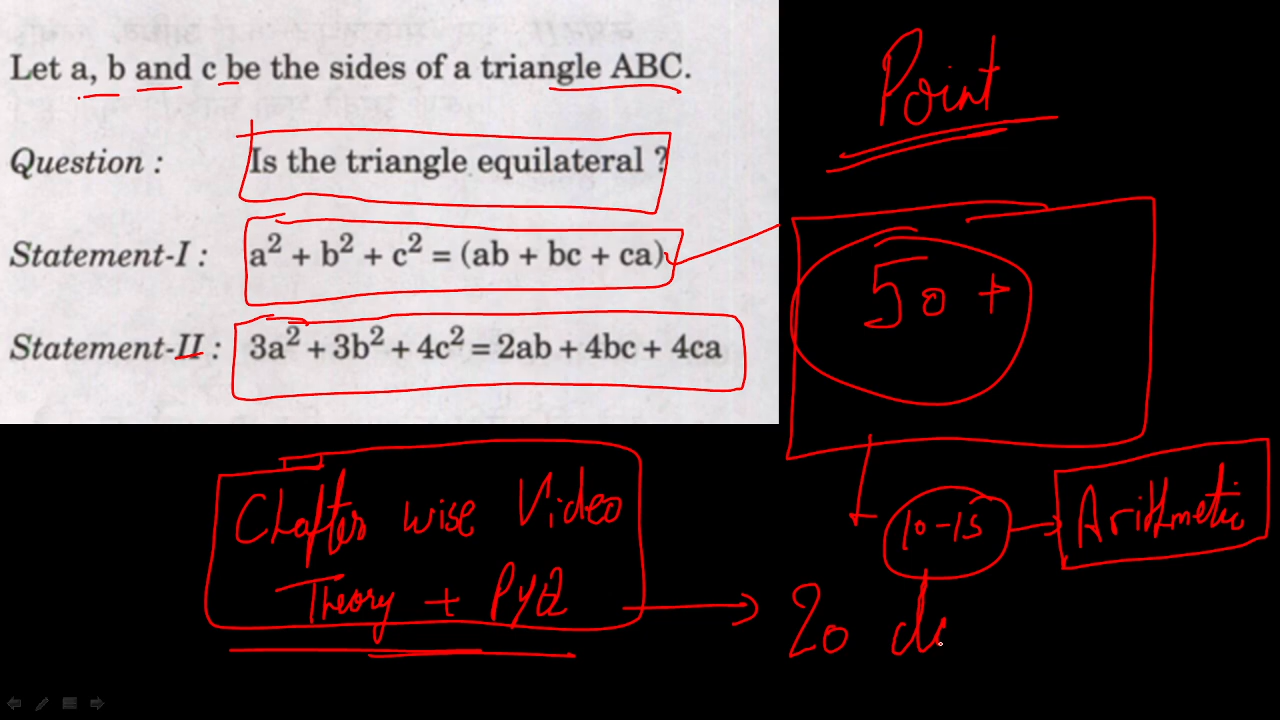 Let a, b and c be the sides of a triangle ABC.
Question : Is the triangle equilateral ?
Statement-I : a² + b² + c² = (ab + bc + ca)
Statement-II : 3a² + 3b² + 4c² = 2ab + 4bc + 4ca
Point
50 +
10-15
Arithmetic
Chapter wise Video
Theory + PYQ
20 da